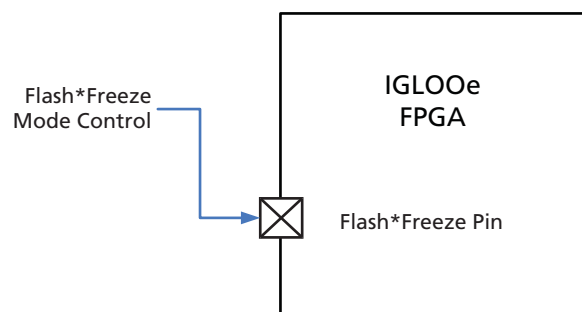 Flash*Freeze
Mode Control
IGLOOe
FPGA
Flash*Freeze Pin